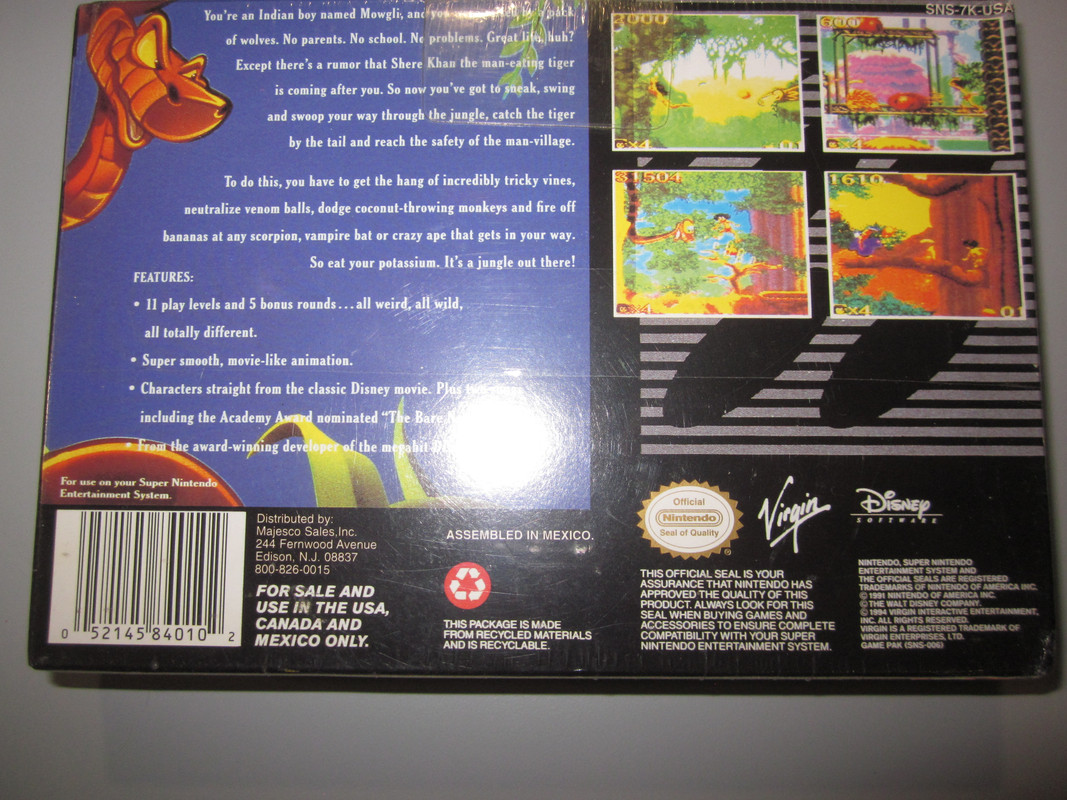 You're an Indian boy named Mowgli, and you pack
of wolves. No parents. No school. No problems. Great life, huh?
Except there's a rumor that Shere Khan the man-eating tiger
is coming after you. So now you've got to sneak, swing
and swoop your way through the jungle, catch the tiger
by the tail and reach the safety of the man-village.
To do this, you have to get the hang of incredibly tricky vines,
neutralize venom balls, dodge coconut-throwing monkeys and fire off
bananas at any scorpion, vampire bat or crazy ape that gets in your way.
So eat your potassium. It's a jungle out there!
FEATURES:
• 11 play levels and 5 bonus rounds...all weird, all wild,
all totally different.
• Super smooth, movie-like animation.
• Characters straight from the classic Disney movie. Plus
including the Academy Award nominated "The Bare
• From the award-winning developer of the megabit
For use on your Super Nintendo
Entertainment System.
SNS-7K-USA
2000
X4 01
600
X4
31504
X4
1610
X4 01
0 52145 84010 2
Distributed by:
Majesco Sales,Inc.
244 Fernwood Avenue
Edison, N.J. 08837
800-826-0015
FOR SALE AND
USE IN THE USA,
CANADA AND
MEXICO ONLY.
ASSEMBLED IN MEXICO.
THIS PACKAGE IS MADE
FROM RECYCLED MATERIALS
AND IS RECYCLABLE.
Official
Nintendo
Seal of Quality
®
Virgin
Disney
SOFTWARE
THIS OFFICIAL SEAL IS YOUR
ASSURANCE THAT NINTENDO HAS
APPROVED THE QUALITY OF THIS
PRODUCT. ALWAYS LOOK FOR THIS
SEAL WHEN BUYING GAMES AND
ACCESSORIES TO ENSURE COMPLETE
COMPATIBILITY WITH YOUR SUPER
NINTENDO ENTERTAINMENT SYSTEM.
NINTENDO, SUPER NINTENDO
ENTERTAINMENT SYSTEM AND
THE OFFICIAL SEALS ARE REGISTERED
TRADEMARKS OF NINTENDO OF AMERICA INC.
© 1991 NINTENDO OF AMERICA INC.
© THE WALT DISNEY COMPANY.
© 1994 VIRGIN INTERACTIVE ENTERTAINMENT,
INC. ALL RIGHTS RESERVED.
VIRGIN IS A REGISTERED TRADEMARK OF
VIRGIN ENTERPRISES, LTD.
GAME PAK (SNS-006)